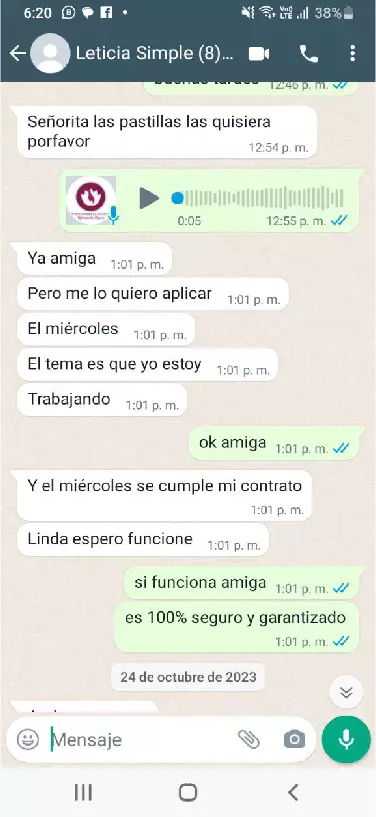 6:20
38%
Leticia Simple (8)...
12:46 p. m.
Señorita las pastillas las quisiera
porfavor
12:54 p. m.
0:05 12:55 p. m.
Ya amiga 1:01 p. m.
Pero me lo quiero aplicar 1:01 p. m.
El miércoles 1:01 p. m.
El tema es que yo estoy 1:01 p. m.
Trabajando 1:01 p. m.
ok amiga 1:01 p. m.
Y el miércoles se cumple mi contrato
1:01 p. m.
Linda espero funcione 1:01 p. m.
si funciona amiga 1:01 p. m.
es 100% seguro y garantizado
1:01 p. m.
24 de octubre de 2023
Mensaje